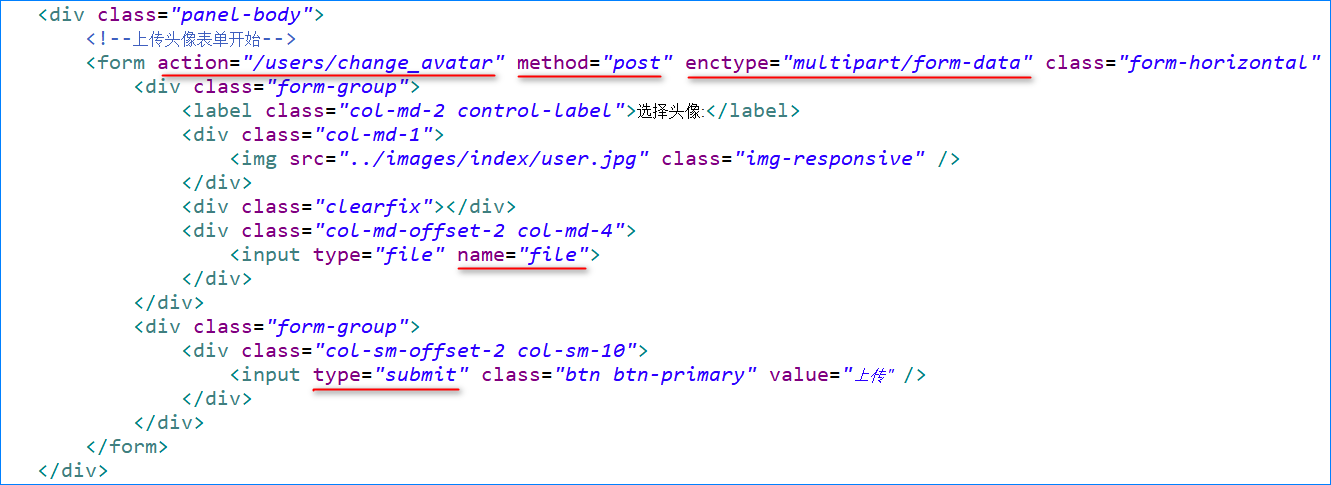 <div class="panel-body">
<!--上传头像表单开始-->
<form action="/users/change_avatar" method="post" enctype="multipart/form-data" class="form-horizontal"
<div class="form-group">
<label class="col-md-2 control-label">选择头像:</label>
<div class="col-md-1">
<img src="../images/index/user.jpg" class="img-responsive" />
</div>
<div class="clearfix"></div>
<div class="col-md-offset-2 col-md-4">
<input type="file" name="file">
</div>
</div>
<div class="form-group">
<div class="col-sm-offset-2 col-sm-10">
<input type="submit" class="btn btn-primary" value="上传" />
</div>
</div>
</form>
</div>